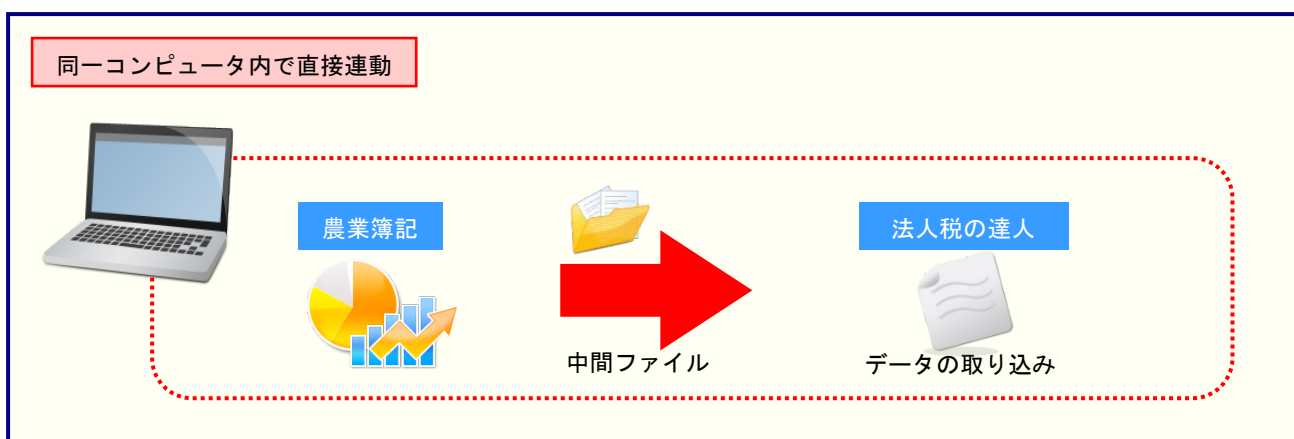 同一コンピュータ内で直接連動
農業簿記
法人税の達人
中間ファイル
データの取り込み